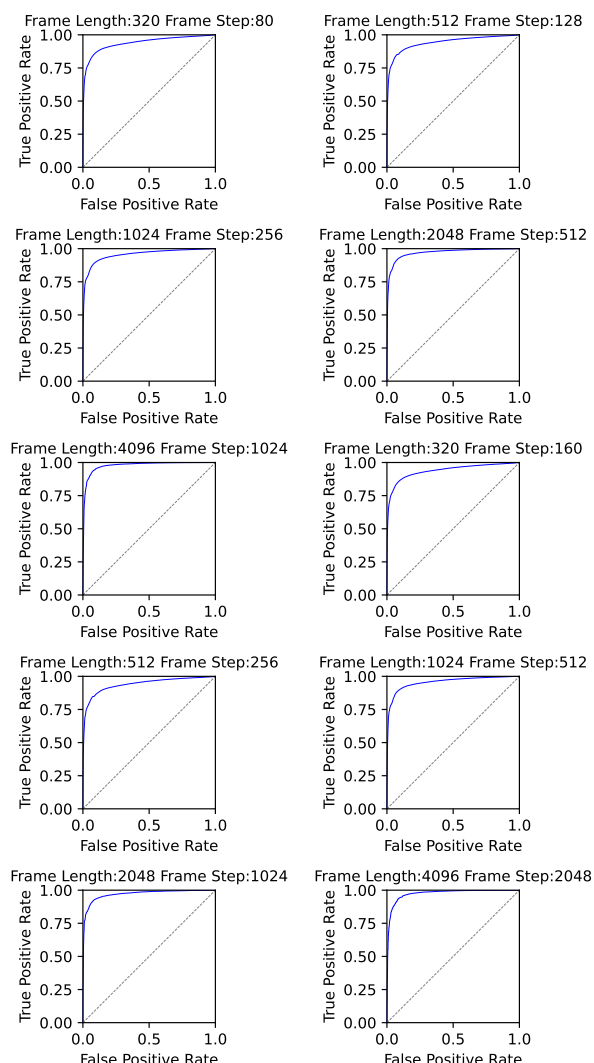 Frame Length:320 Frame Step:80
True Positive Rate
1.00
0.75
0.50
0.25
0.00
0.0 0.5 1.0
False Positive Rate
Frame Length:512 Frame Step:128
True Positive Rate
1.00
0.75
0.50
0.25
0.00
0.0 0.5 1.0
False Positive Rate
Frame Length:1024 Frame Step:256
True Positive Rate
1.00
0.75
0.50
0.25
0.00
0.0 0.5 1.0
False Positive Rate
Frame Length:2048 Frame Step:512
True Positive Rate
1.00
0.75
0.50
0.25
0.00
0.0 0.5 1.0
False Positive Rate
Frame Length:4096 Frame Step:1024
True Positive Rate
1.00
0.75
0.50
0.25
0.00
0.0 0.5 1.0
False Positive Rate
Frame Length:320 Frame Step:160
True Positive Rate
1.00
0.75
0.50
0.25
0.00
0.0 0.5 1.0
False Positive Rate
Frame Length:512 Frame Step:256
True Positive Rate
1.00
0.75
0.50
0.25
0.00
0.0 0.5 1.0
False Positive Rate
Frame Length:1024 Frame Step:512
True Positive Rate
1.00
0.75
0.50
0.25
0.00
0.0 0.5 1.0
False Positive Rate
Frame Length:2048 Frame Step:1024
True Positive Rate
1.00
0.75
0.50
0.25
0.00
0.0 0.5 1.0
False Positive Rate
Frame Length:4096 Frame Step:2048
True Positive Rate
1.00
0.75
0.50
0.25
0.00
0.0 0.5 1.0
False Positive Rate